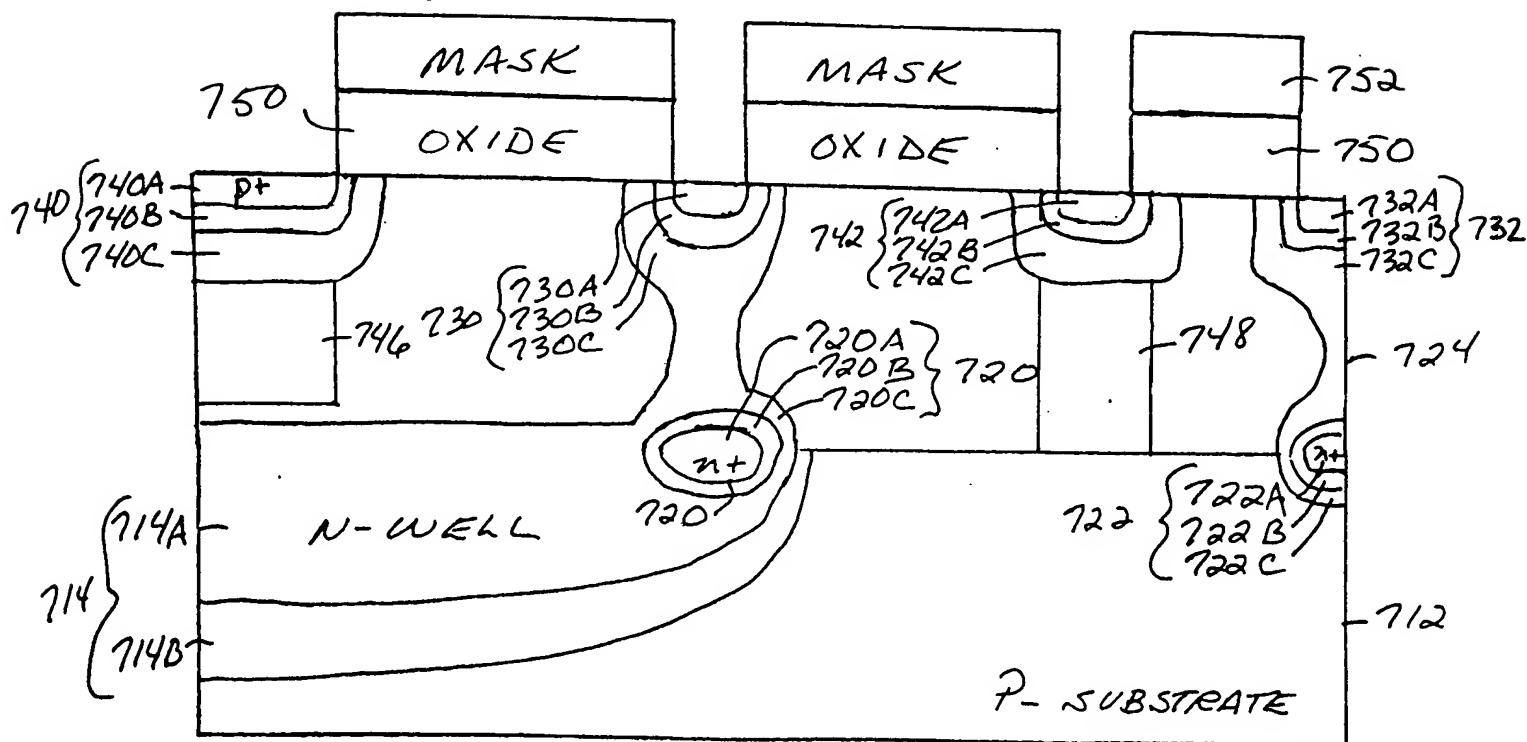 MASK
MASK
752
750
OXIDE
OXIDE
750
740
740A
740B
740C
p+
742
742A
742B
742C
732A
732B
732C
732
746
730
730A
730B
730C
720A
720B
720C
720
748
724
n+
720
n+
722
722A
722B
722C
714
714A
714B
N-WELL
712
P- SUBSTRATE